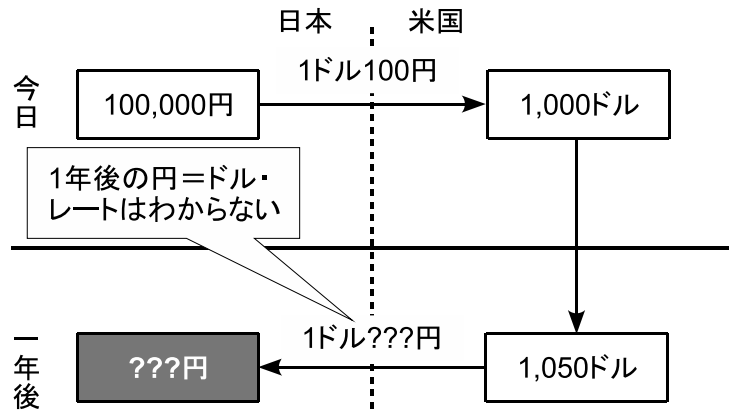 日本
米国
今日
1ドル100円
100,000円
1,000ドル
1年後の円＝ドル・
レートはわからない
一年後
1ドル???円
???円
1,050ドル